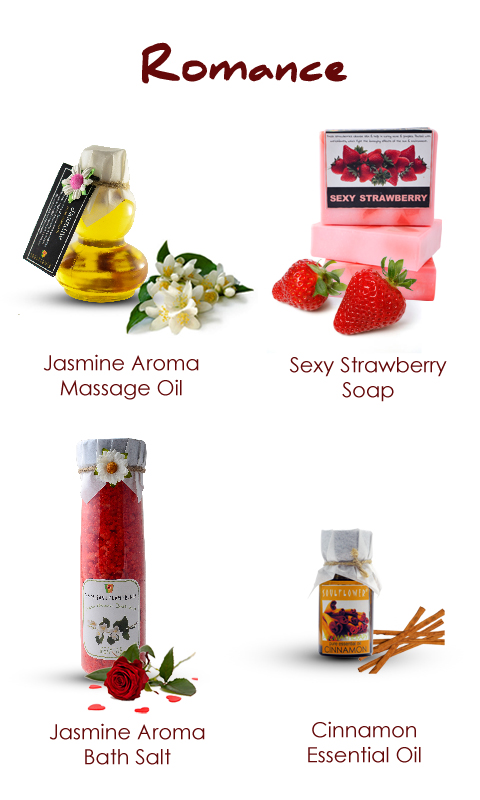 Romance
SEXY STRAWBERRY
Jasmine Aroma
Massage Oil
Sexy Strawberry
Soap
SOULFLOWER
CINNAMON
Jasmine Aroma
Bath Salt
Cinnamon
Essential Oil